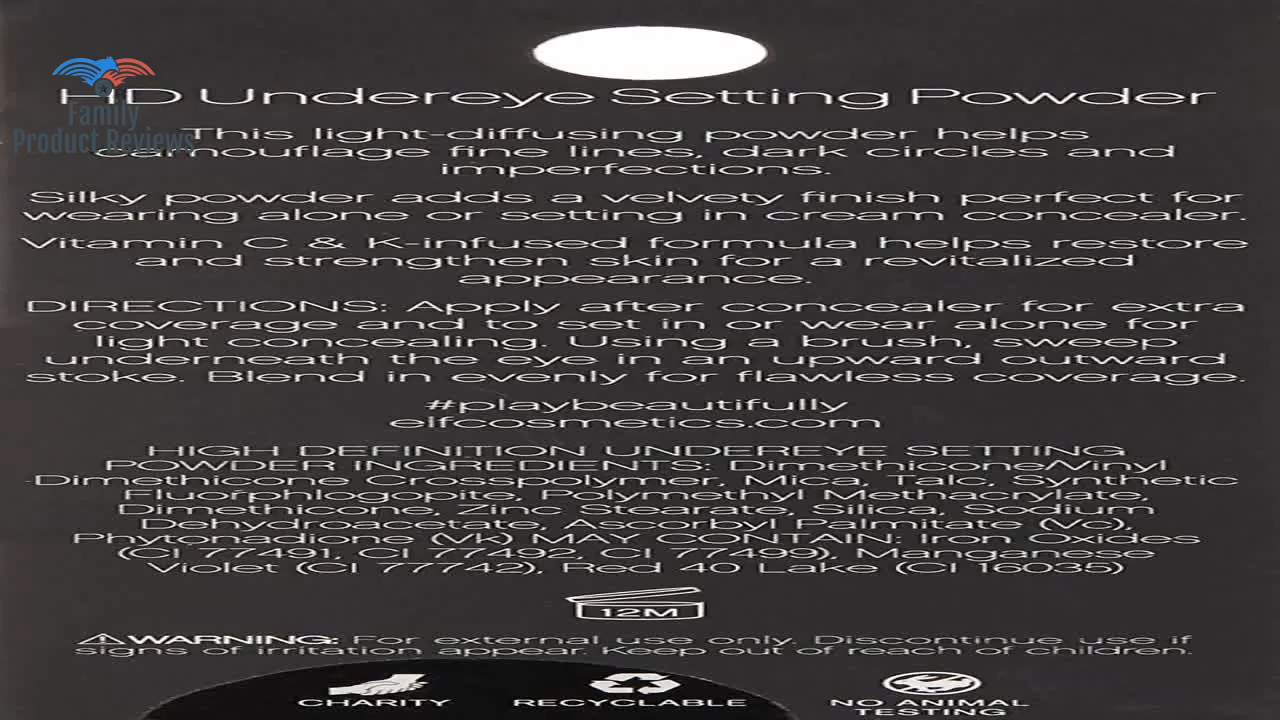 Family
Product Reviews
HD Undereye Setting Powder
This light-diffusing powder helps
camouflage fine lines, dark circles and
imperfections.
Silky powder adds a velvety finish perfect for
wearing alone or setting in cream concealer.
Vitamin C & K-infused formula helps restore
and strengthen skin for a revitalized
appearance.
DIRECTIONS: Apply after concealer for extra
coverage and to set in or wear alone for
light concealing. Using a brush, sweep
underneath the eye in an upward outward
stoke. Blend in evenly for flawless coverage.
#playbeautifully
elfcosmetics.com
HIGH DEFINITION UNDEREYE SETTING
POWDER INGREDIENTS: Dimethicone/Vinyl
Dimethicone Crosspolymer, Mica, Talc, Synthetic
Fluorphlogopite, Polymethyl Methacrylate,
Dimethicone, Zinc Stearate, Silica, Sodium
Dehydroacetate, Ascorbyl Palmitate (Vc),
Phytonadione (Vk) MAY CONTAIN: Iron Oxides
(CI 77491, CI 77492, CI 77499), Manganese
Violet (CI 77742), Red 40 Lake (CI 16035)
12M
WARNING: For external use only. Discontinue use if
signs of irritation appear. Keep out of reach of children.
CHARITY
RECYCLABLE
NO ANIMAL
TESTING